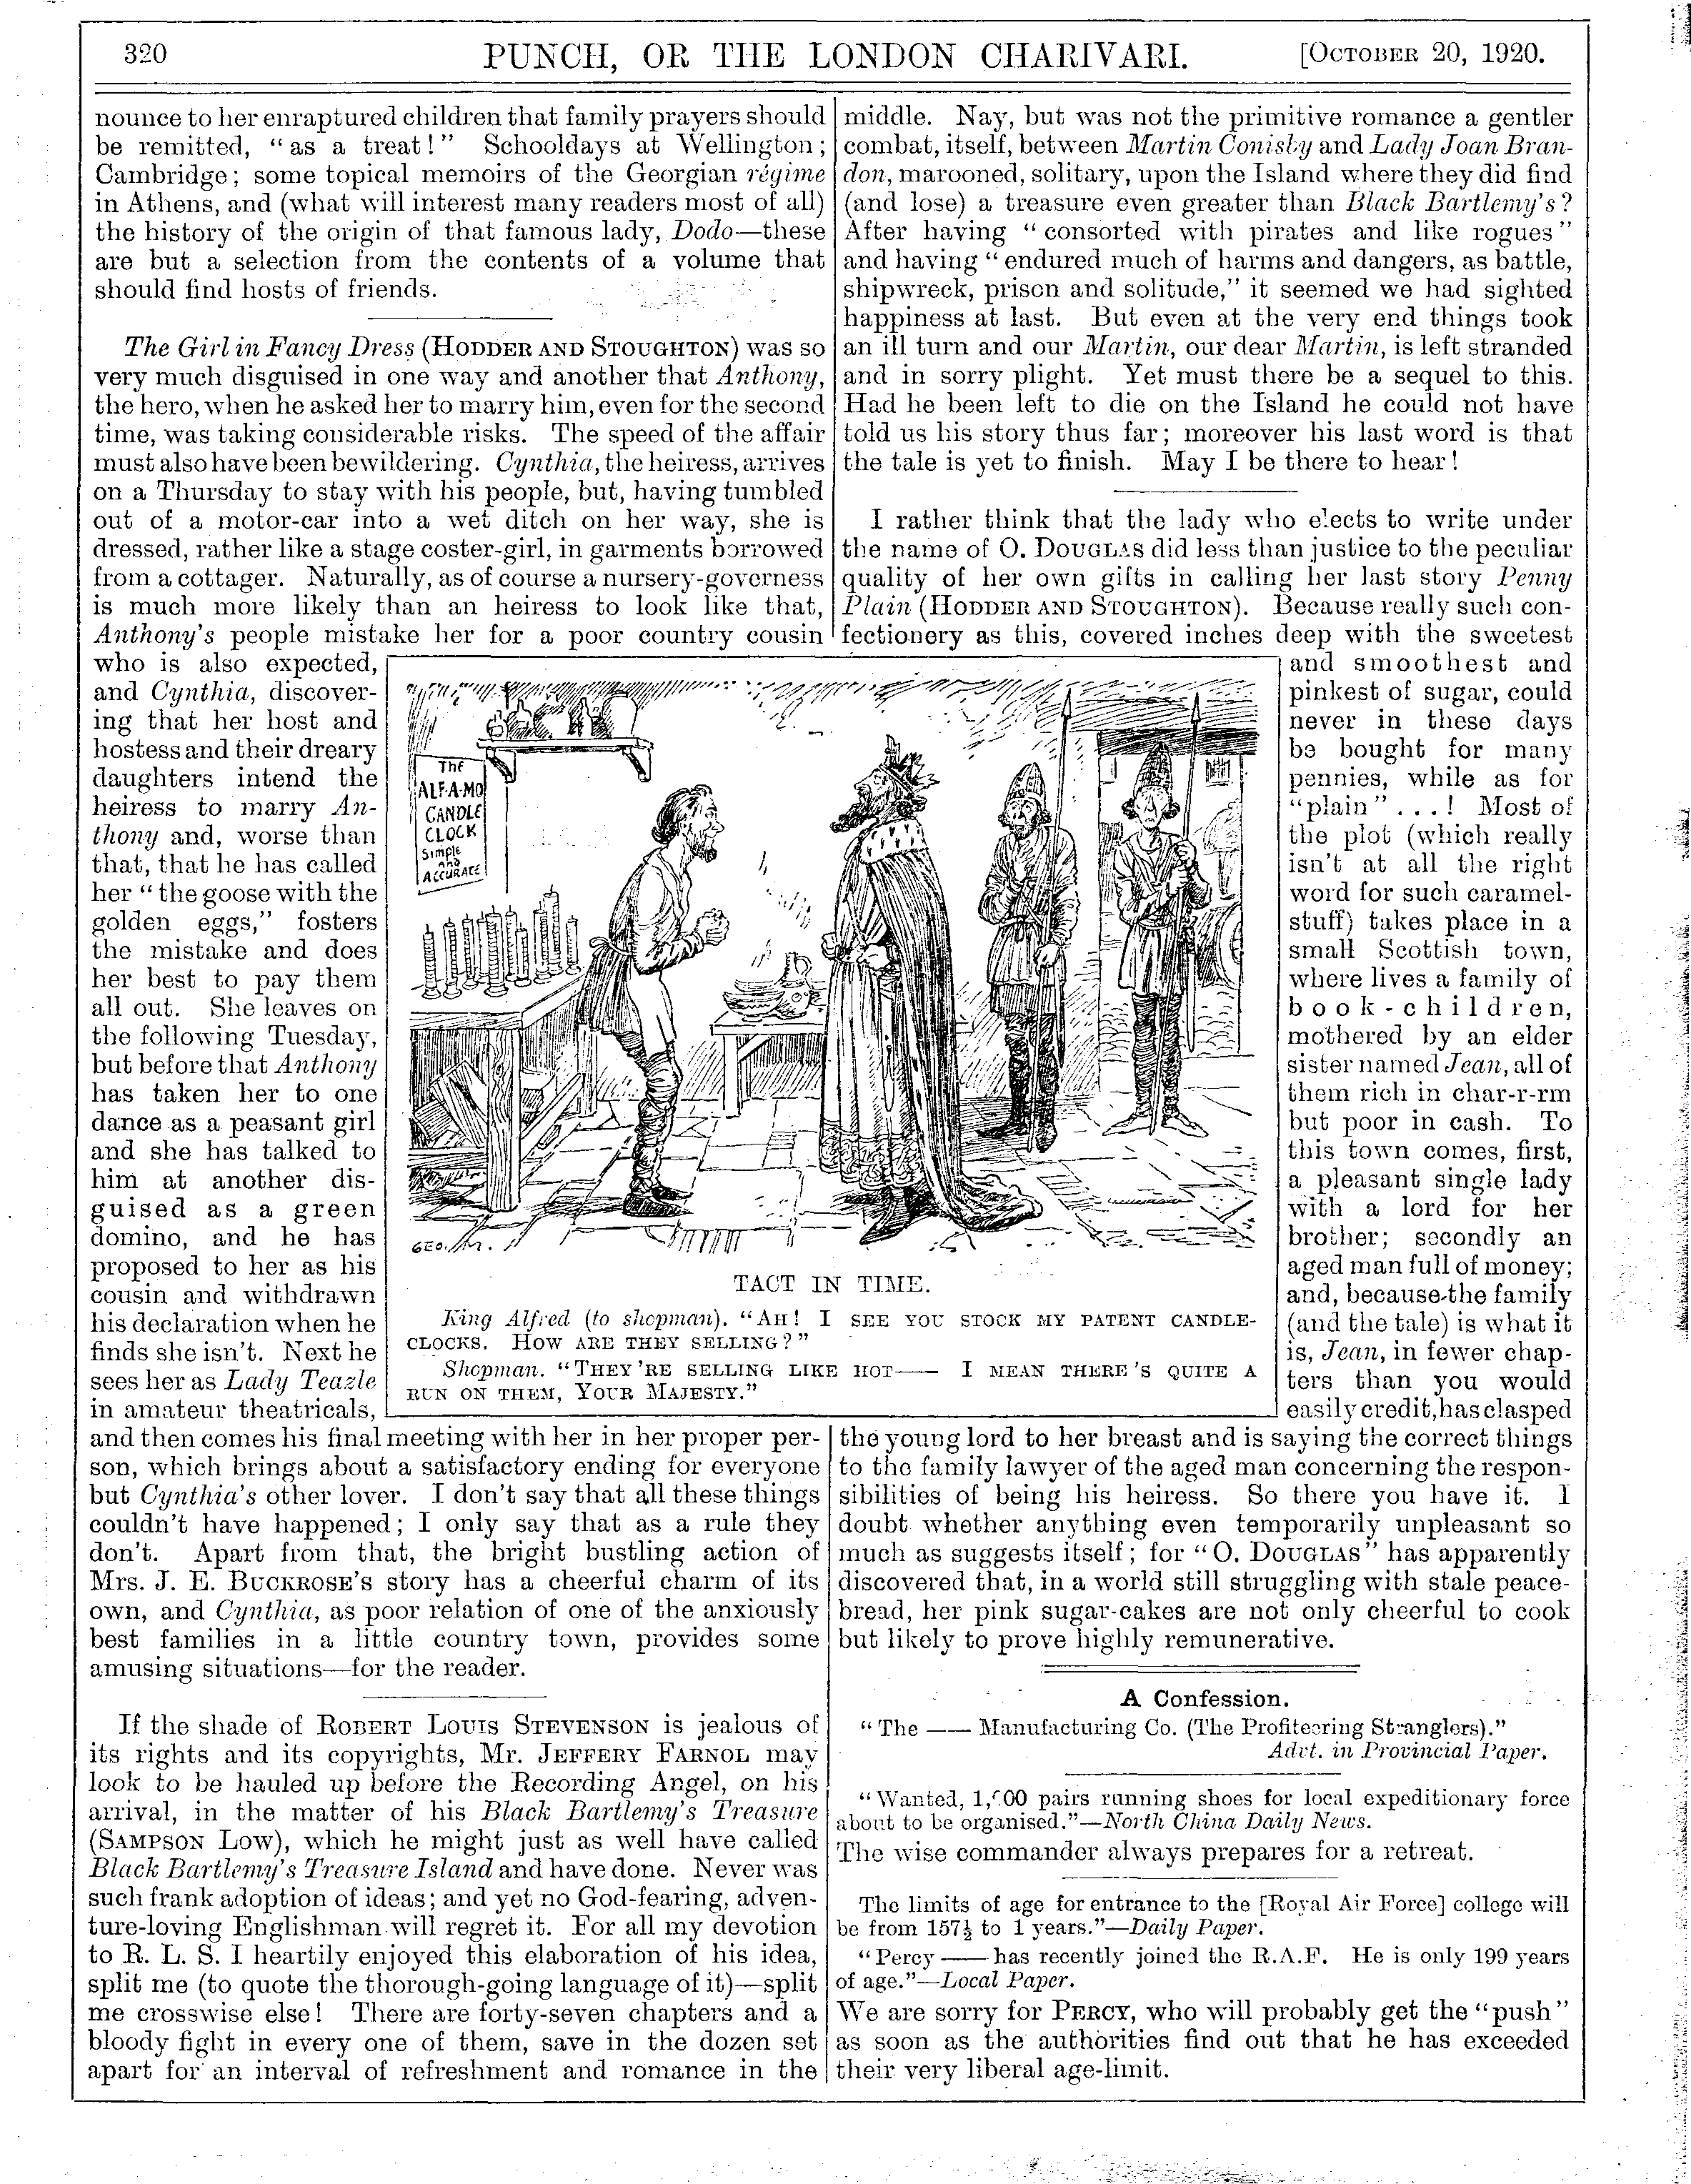 320
PUNCH, OR THE LONDON CHARIVARI.
[OCTOBER 20, 1920.
nounce to her enraptured children that family prayers should
be remitted, "as a treat!" Schooldays at Wellington;
Cambridge; some topical memoirs of the Georgian régime
in Athens, and (what will interest many readers most of all)
the history of the origin of that famous lady, Dodo—these
are but a selection from the contents of a volume that
should find hosts of friends.
The Girl in Fancy Dress (HODDER AND STOUGHTON) was so
very much disguised in one way and another that Anthony,
the hero, when he asked her to marry him, even for the second
time, was taking considerable risks. The speed of the affair
must also have been bewildering. Cynthia, the heiress, arrives
on a Thursday to stay with his people, but, having tumbled
out of a motor-car into a wet ditch on her way, she is
dressed, rather like a stage coster-girl, in garments borrowed
from a cottager. Naturally, as of course a nursery-governess
is much more likely than an heiress to look like that,
Anthony's people mistake her for a poor country cousin
who is also expected,
and Cynthia, discover-
ing that her host and
hostess and their dreary
daughters intend the
heiress to marry An-
thony and, worse than
that, that he has called
her "the goose with the
golden eggs," fosters
the mistake and does
her best to pay them
all out. She leaves on
the following Tuesday,
but before that Anthony
has taken her to one
dance as a peasant girl
and she has talked to
him at another dis-
guised as a green
domino, and he has
proposed to her as his
cousin and withdrawn
his declaration when he
finds she isn't. Next he
sees her as Lady Teazle
in amateur theatricals,
and then comes his final meeting with her in her proper per-
son, which brings about a satisfactory ending for everyone
but Cynthia's other lover. I don't say that all these things
couldn't have happened; I only say that as a rule they
don't. Apart from that, the bright bustling action of
Mrs. J. E. BUCKROSE'S story has a cheerful charm of its
own, and Cynthia, as poor relation of one of the anxiously
best families in a little country town, provides some
amusing situations—for the reader.
If the shade of ROBERT LOUIS STEVENSON is jealous of
its rights and its copyrights, Mr. JEFFERY FARNOL may
look to be hauled up before the Recording Angel, on his
arrival, in the matter of his Black Bartlemy's Treasure
(SAMPSON LOW), which he might just as well have called
Black Bartlemy's Treasure Island and have done. Never was
such frank adoption of ideas; and yet no God-fearing, adven-
ture-loving Englishman will regret it. For all my devotion
to R. L. S. I heartily enjoyed this elaboration of his idea,
split me (to quote the thorough-going language of it)—split
me crosswise else! There are forty-seven chapters and a
bloody fight in every one of them, save in the dozen set
apart for an interval of refreshment and romance in the
middle. Nay, but was not the primitive romance a gentler
combat, itself, between Martin Conisby and Lady Joan Bran-
don, marooned, solitary, upon the Island where they did find
(and lose) a treasure even greater than Black Bartlemy's?
After having "consorted with pirates and like rogues"
and having "endured much of harms and dangers, as battle,
shipwreck, prison and solitude," it seemed we had sighted
happiness at last. But even at the very end things took
an ill turn and our Martin, our dear Martin, is left stranded
and in sorry plight. Yet must there be a sequel to this.
Had he been left to die on the Island he could not have
told us his story thus far; moreover his last word is that
the tale is yet to finish. May I be there to hear!
I rather think that the lady who elects to write under
the name of O. DOUGLAS did less than justice to the peculiar
quality of her own gifts in calling her last story Penny
Plain (HODDER AND STOUGHTON). Because really such con-
fectionery as this, covered inches deep with the sweetest
and smoothest and
pinkest of sugar, could
never in these days
be bought for many
pennies, while as for
"plain" . . . ! Most of
the plot (which really
isn't at all the right
word for such caramel-
stuff) takes place in a
small Scottish town,
where lives a family of
book-children,
mothered by an elder
sister named Jean, all of
them rich in char-r-rm
but poor in cash. To
this town comes, first,
a pleasant single lady
with a lord for her
brother; secondly an
aged man full of money;
and, because the family
(and the tale) is what it
is, Jean, in fewer chap-
ters than you would
easily credit, has clasped
the young lord to her breast and is saying the correct things
to the family lawyer of the aged man concerning the respon-
sibilities of being his heiress. So there you have it. I
doubt whether anything even temporarily unpleasant so
much as suggests itself; for "O. DOUGLAS" has apparently
discovered that, in a world still struggling with stale peace-
bread, her pink sugar-cakes are not only cheerful to cook
but likely to prove highly remunerative.
The
ALF-A-MO
CANDLE
CLOCK
Simple
and
ACCURATE
GEO. M.
TACT IN TIME.
King Alfred (to shopman). "AH! I SEE YOU STOCK MY PATENT CANDLE-
CLOCKS. HOW ARE THEY SELLING?"
Shopman. "THEY'RE SELLING LIKE HOT—— I MEAN THERE'S QUITE A
RUN ON THEM, YOUR MAJESTY."
A Confession.
"The —— Manufacturing Co. (The Profiteering Stranglers)."
Advt. in Provincial Paper.
"Wanted, pairs running shoes for local expeditionary force
about to be organised."—North China Daily News.
The wise commander always prepares for a retreat.
The limits of age for entrance to the [Royal Air Force] college will
be from 157½ to 1 years."—Daily Paper.
"Percy —— has recently joined the R.A.F. He is only 199 years
of age."—Local Paper.
We are sorry for PERCY, who will probably get the "push"
as soon as the authorities find out that he has exceeded
their very liberal age-limit.